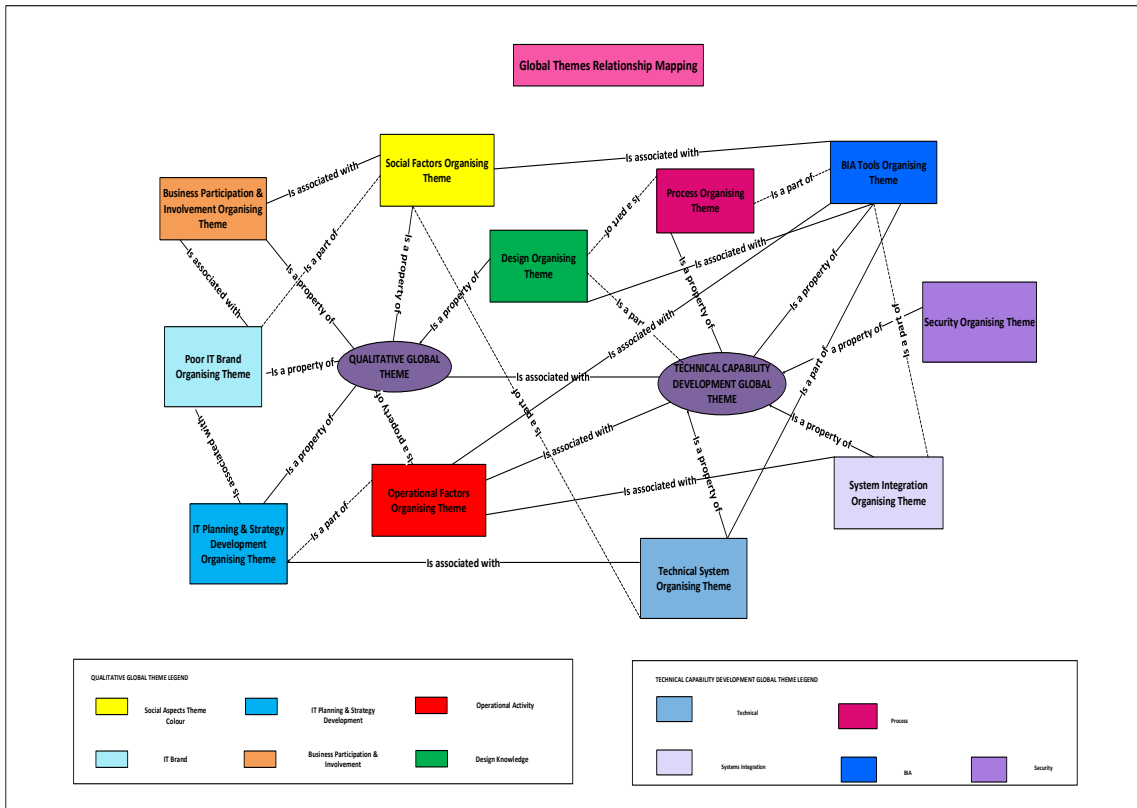 Global Themes Relationship Mapping
Social Factors Organising
Theme
Is associated with
BIA Tools Organising
Theme
Is associated with
Business Participation &
Involvement Organising
Theme
Process Organising
Theme
Is a part of
Is a part of
Design Organising
Theme
Is associated with
Is a part of
Is associated with
Is a property of
Is a property of
Is a property of
Is a property of
Is a property of
Is a part of
Is associated with
Is a part of
Security Organising Theme
Is a property of
Poor IT Brand
Organising Theme
Is a property of
QUALITATIVE GLOBAL
THEME
Is associated with
TECHNICAL CAPABILITY
DEVELOPMENT GLOBAL
THEME
a property of
Is a part of
Is a part of
Is associated with
Is a property of
Is a property of
Is associated with
Is a property of
Operational Factors
Organising Theme
Is associated with
System Integration
Organising Theme
Is a property of
IT Planning & Strategy
Development
Organising Theme
Is a part of
Is associated with
Technical System
Organising Theme
QUALITATIVE GLOBAL THEME LEGEND
Social Aspects Theme
Colour
IT Planning & Strategy
Development
Operational Activity
IT Brand
Business Participation &
Involvement
Design Knowledge
TECHNICAL CAPABILITY DEVELOPMENT GLOBAL THEME LEGEND
Technical
Process
Systems Integration
BIA
Security